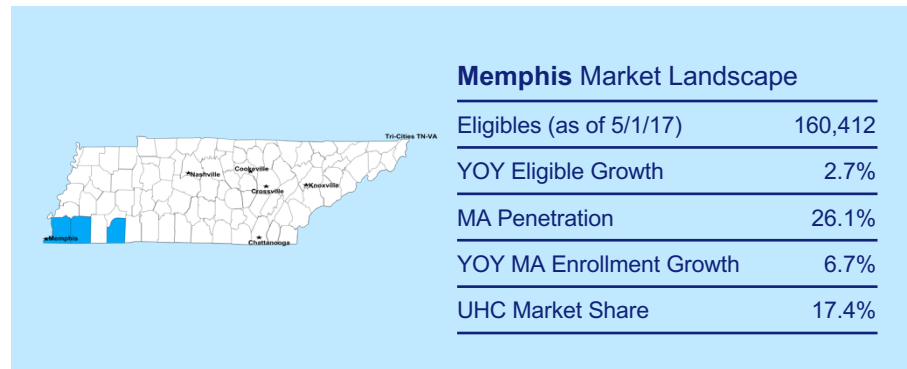 Memphis Market Landscape
Eligibles (as of 5/1/17) 160,412
YOY Eligible Growth 2.7%
MA Penetration 26.1%
YOY MA Enrollment Growth 6.7%
UHC Market Share 17.4%
Tri-Cities TN-VA
Cookeville
Nashville
Crossville
Knoxville
Memphis
Chattanooga